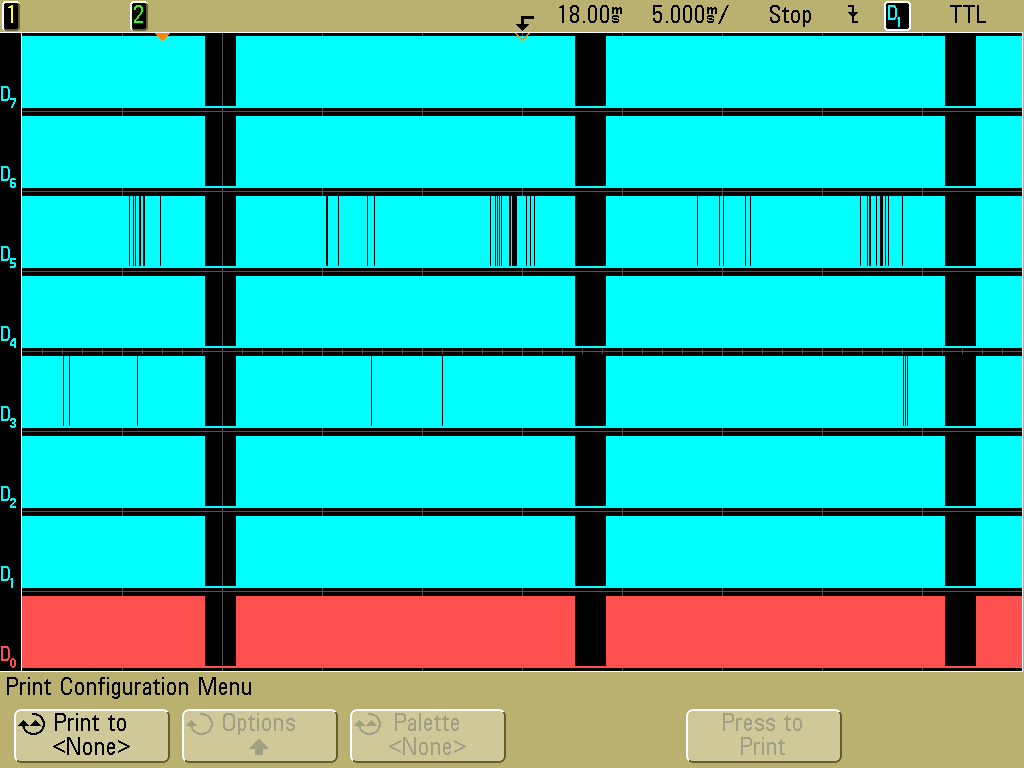 1 2 18.00ms 5.000ms/ Stop D1 TTL
D7
D6
D5
D4
D3
D2
D1
D0
Print Configuration Menu
Print to Options Palette Press to
<None> <None> Print